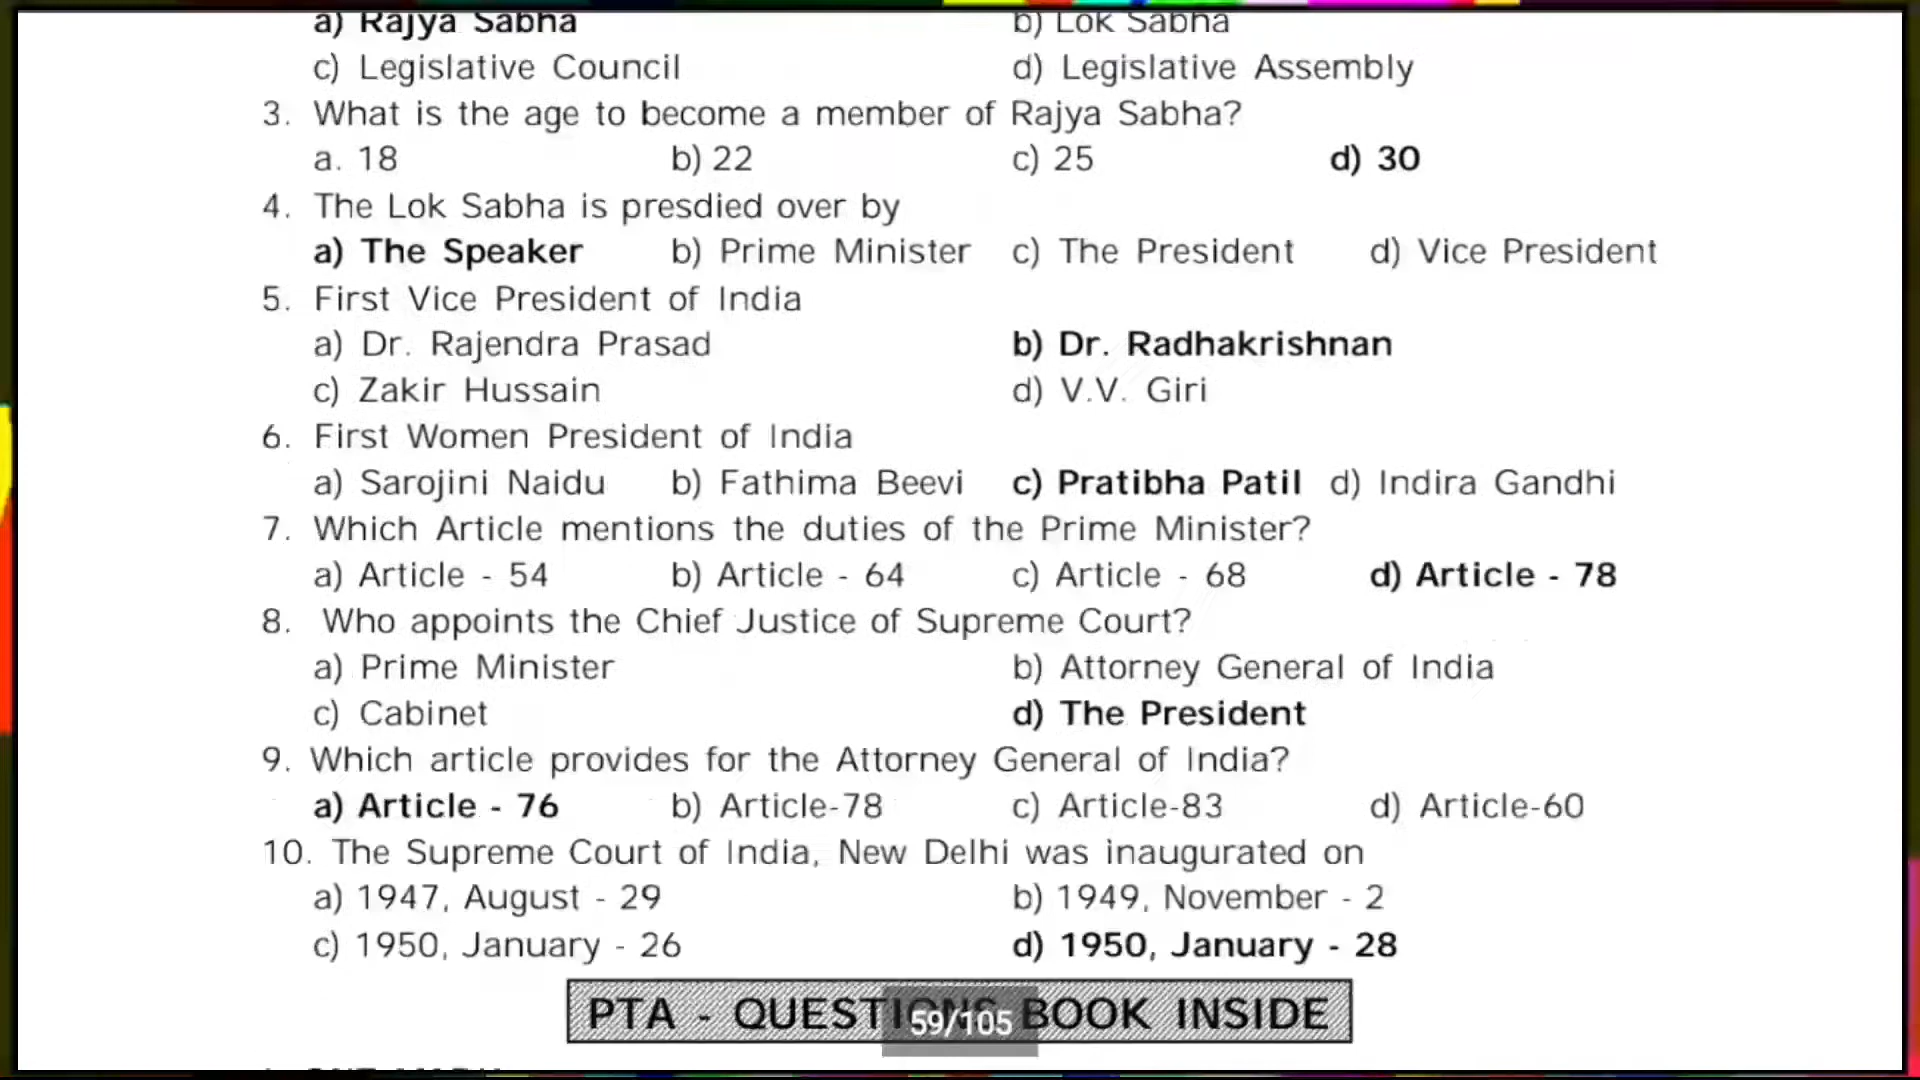 a) Rajya Sabha b) Lok Sabha
c) Legislative Council d) Legislative Assembly
3. What is the age to become a member of Rajya Sabha?
a. 18 b) 22 c) 25 d) 30
4. The Lok Sabha is presdied over by
a) The Speaker b) Prime Minister c) The President d) Vice President
5. First Vice President of India
a) Dr. Rajendra Prasad b) Dr. Radhakrishnan
c) Zakir Hussain d) V.V. Giri
6. First Women President of India
a) Sarojini Naidu b) Fathima Beevi c) Pratibha Patil d) Indira Gandhi
7. Which Article mentions the duties of the Prime Minister?
a) Article - 54 b) Article - 64 c) Article - 68 d) Article - 78
8. Who appoints the Chief Justice of Supreme Court?
a) Prime Minister b) Attorney General of India
c) Cabinet d) The President
9. Which article provides for the Attorney General of India?
a) Article - 76 b) Article-78 c) Article-83 d) Article-60
10. The Supreme Court of India, New Delhi was inaugurated on
a) 1947, August - 29 b) 1949, November - 2
c) 1950, January - 26 d) 1950, January - 28
PTA - QUESTIONS BOOK INSIDE
59/105